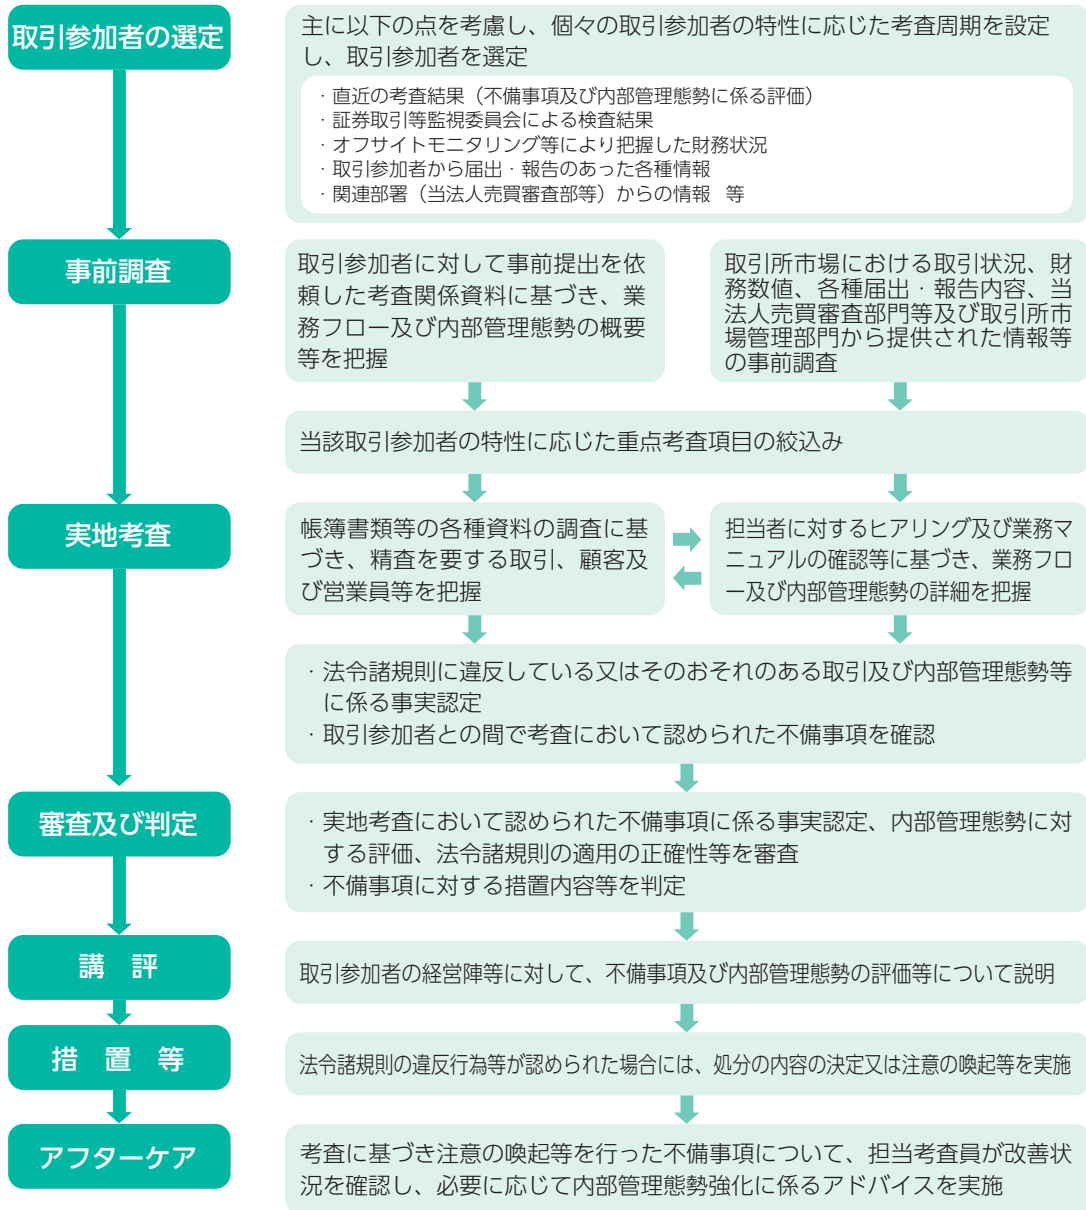 取引参加者の選定
主に以下の点を考慮し、個々の取引参加者の特性に応じた考査周期を設定
し、取引参加者を選定
・直近の考査結果（不備事項及び内部管理態勢に係る評価）
・証券取引等監視委員会による検査結果
・オフサイトモニタリング等により把握した財務状況
・取引参加者から届出・報告のあった各種情報
・関連部署（当法人売買審査部等）からの情報　等
事前調査
取引参加者に対して事前提出を依
頼した考査関係資料に基づき、業
務フロー及び内部管理態勢の概要
等を把握
取引所市場における取引状況、財
務数値、各種届出・報告内容、当
法人売買審査部門等及び取引所市
場管理部門から提供された情報等
の事前調査
当該取引参加者の特性に応じた重点考査項目の絞込み
実地考査
帳簿書類等の各種資料の調査に基
づき、精査を要する取引、顧客及
び営業員等を把握
担当者に対するヒアリング及び業務マ
ニュアルの確認等に基づき、業務フロ
ー及び内部管理態勢の詳細を把握
・法令諸規則に違反している又はそのおそれのある取引及び内部管理態勢等
に係る事実認定
・取引参加者との間で考査において認められた不備事項を確認
審査及び判定
・実地考査において認められた不備事項に係る事実認定、内部管理態勢に対
する評価、法令諸規則の適用の正確性等を審査
・不備事項に対する措置内容等を判定
講　評
取引参加者の経営陣等に対して、不備事項及び内部管理態勢の評価等について説明
措　置　等
法令諸規則の違反行為等が認められた場合には、処分の内容の決定又は注意の喚起等を実施
アフターケア
考査に基づき注意の喚起等を行った不備事項について、担当考査員が改善状
況を確認し、必要に応じて内部管理態勢強化に係るアドバイスを実施